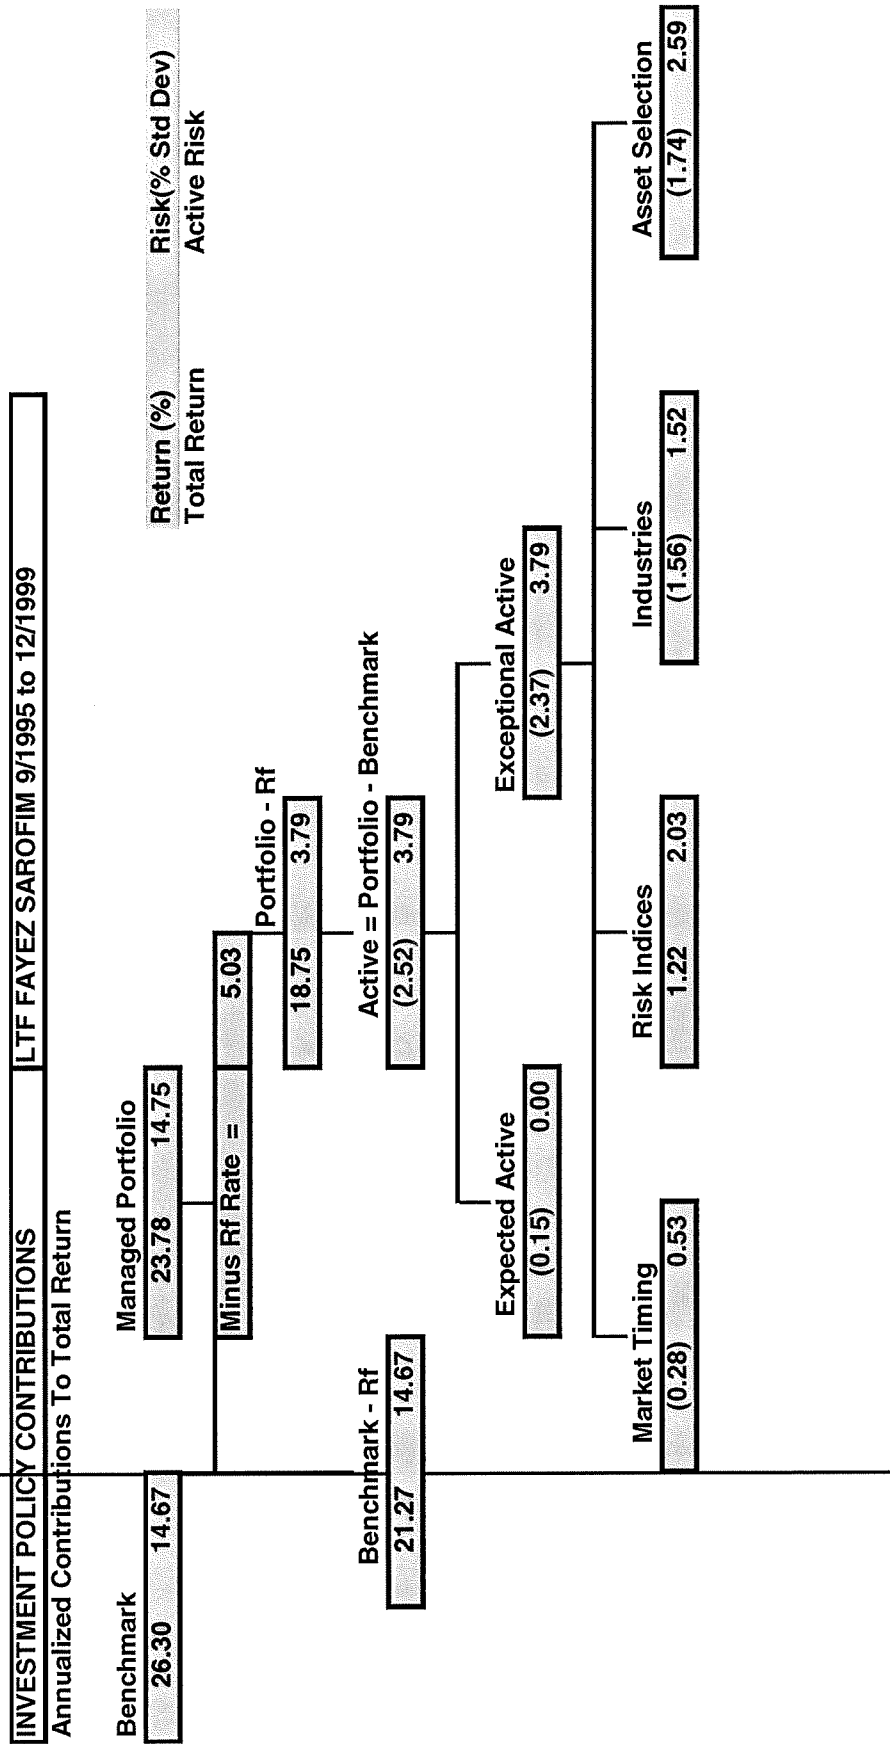 INVESTMENT POLICY CONTRIBUTIONS LTF FAYEZ SAROFIM 9/1995 to 12/1999
Annualized Contributions To Total Return
Return (%) Risk(% Std Dev)
Total Return Active Risk
Benchmark Managed Portfolio
26.30 14.67 23.78 14.75
Minus Rf Rate = 5.03
Portfolio - Rf
18.75 3.79
Benchmark - Rf Active = Portfolio - Benchmark
21.27 14.67 (2.52) 3.79
Expected Active Exceptional Active
(0.15) 0.00 (2.37) 3.79
Market Timing Risk Indices Industries Asset Selection
(0.28) 0.53 1.22 2.03 (1.56) 1.52 (1.74) 2.59